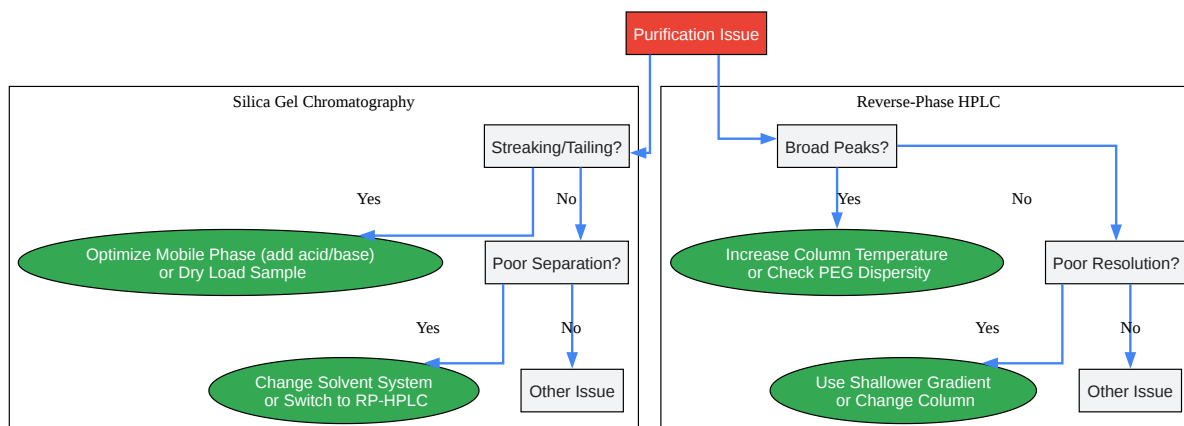 Purification Issue
Silica Gel Chromatography
Streaking/Tailing?
Yes
No
Optimize Mobile Phase (add acid/base)
or Dry Load Sample
Poor Separation?
Yes
No
Change Solvent System
or Switch to RP-HPLC
Other Issue
Reverse-Phase HPLC
Broad Peaks?
Yes
No
Increase Column Temperature
or Check PEG Dispersity
Poor Resolution?
Yes
No
Use Shallower Gradient
or Change Column
Other Issue